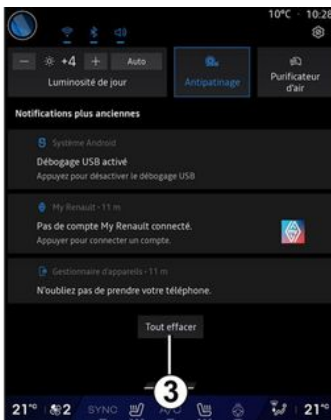 10°C · 10:28
− +4 + Auto
Luminosité de jour
Antipatinage
Purificateur
d'air
Notifications plus anciennes
Système Android
Débogage USB activé
Appuyez pour désactiver le débogage USB
My Renault · 11 m
Pas de compte My Renault connecté.
Appuyer pour connecter un compte.
Gestionnaire d'appareils · 11 m
N'oubliez pas de prendre votre téléphone.
Tout effacer
3
21°C 2 SYNC A/C 21°C